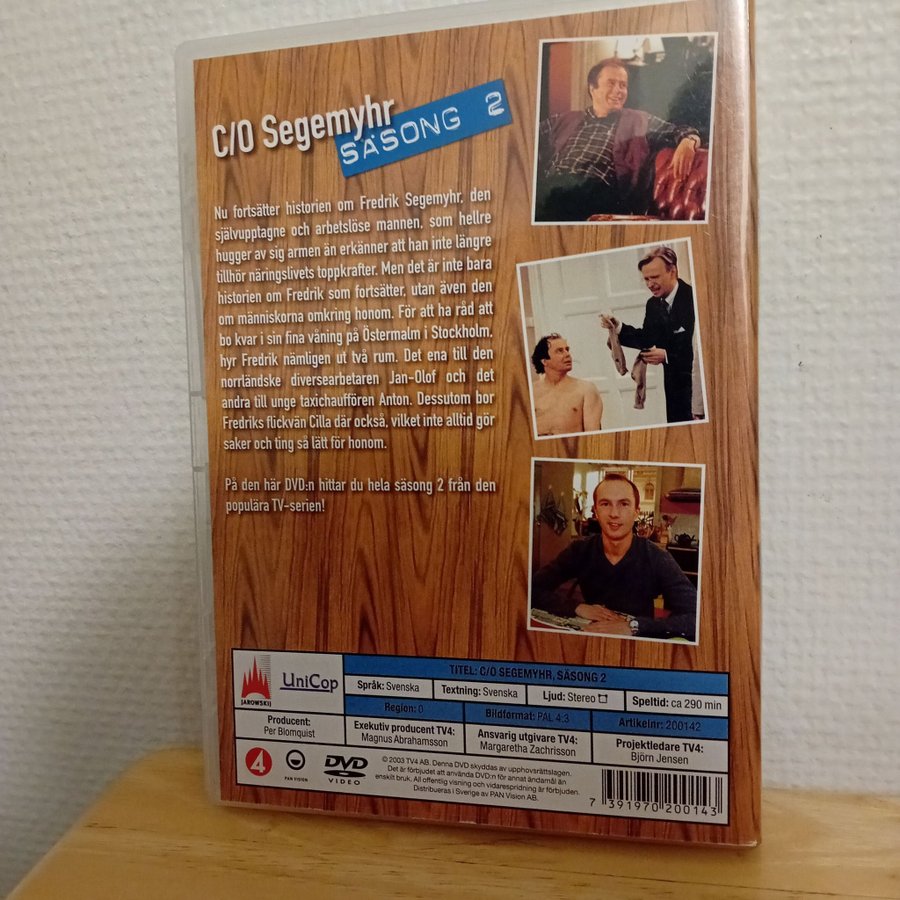 C/O Segemyhr
SÄSONG 2
Nu fortsätter historien om Fredrik Segemyhr, den
självupptagne och arbetslöse mannen, som hellre
hugger av sig armen än erkänner att han inte längre
tillhör näringslivets toppkrafter. Men det är inte bara
historien om Fredrik som fortsätter, utan även den
om människorna omkring honom. För att ha råd att
bo kvar i sin fina våning på Östermalm i Stockholm,
hyr Fredrik nämligen ut två rum. Det ena till den
norrländske diversearbetaren Jan-Olof och det
andra till unge taxichauffören Anton. Dessutom bor
Fredriks flickvän Cilla där också, vilket inte alltid gör
saker och ting så lätt för honom.
På den här DVD:n hittar du hela säsong 2 från den
populära TV-serien!
JAROWSKIJ
UniCop
TITEL: C/O SEGEMYHR, SÄSONG 2
Språk: Svenska
Textning: Svenska
Ljud: Stereo
Speltid: ca 290 min
Region: 0
Bildformat: PAL 4:3
Artikelnr: 200142
Producent:
Per Blomquist
Exekutiv producent TV4:
Magnus Abrahamsson
Ansvarig utgivare TV4:
Margaretha Zachrisson
Projektledare TV4:
Björn Jensen
4
PAN VISION
DVD
VIDEO
© 2003 TV4 AB. Denna DVD skyddas av upphovsrättslagen.
Det är förbjudet att använda DVD:n för annat ändamål än
enskilt bruk. All offentlig visning och vidarespridning är förbjuden.
Distribueras i Sverige av PAN Vision AB.
7 391970 200143